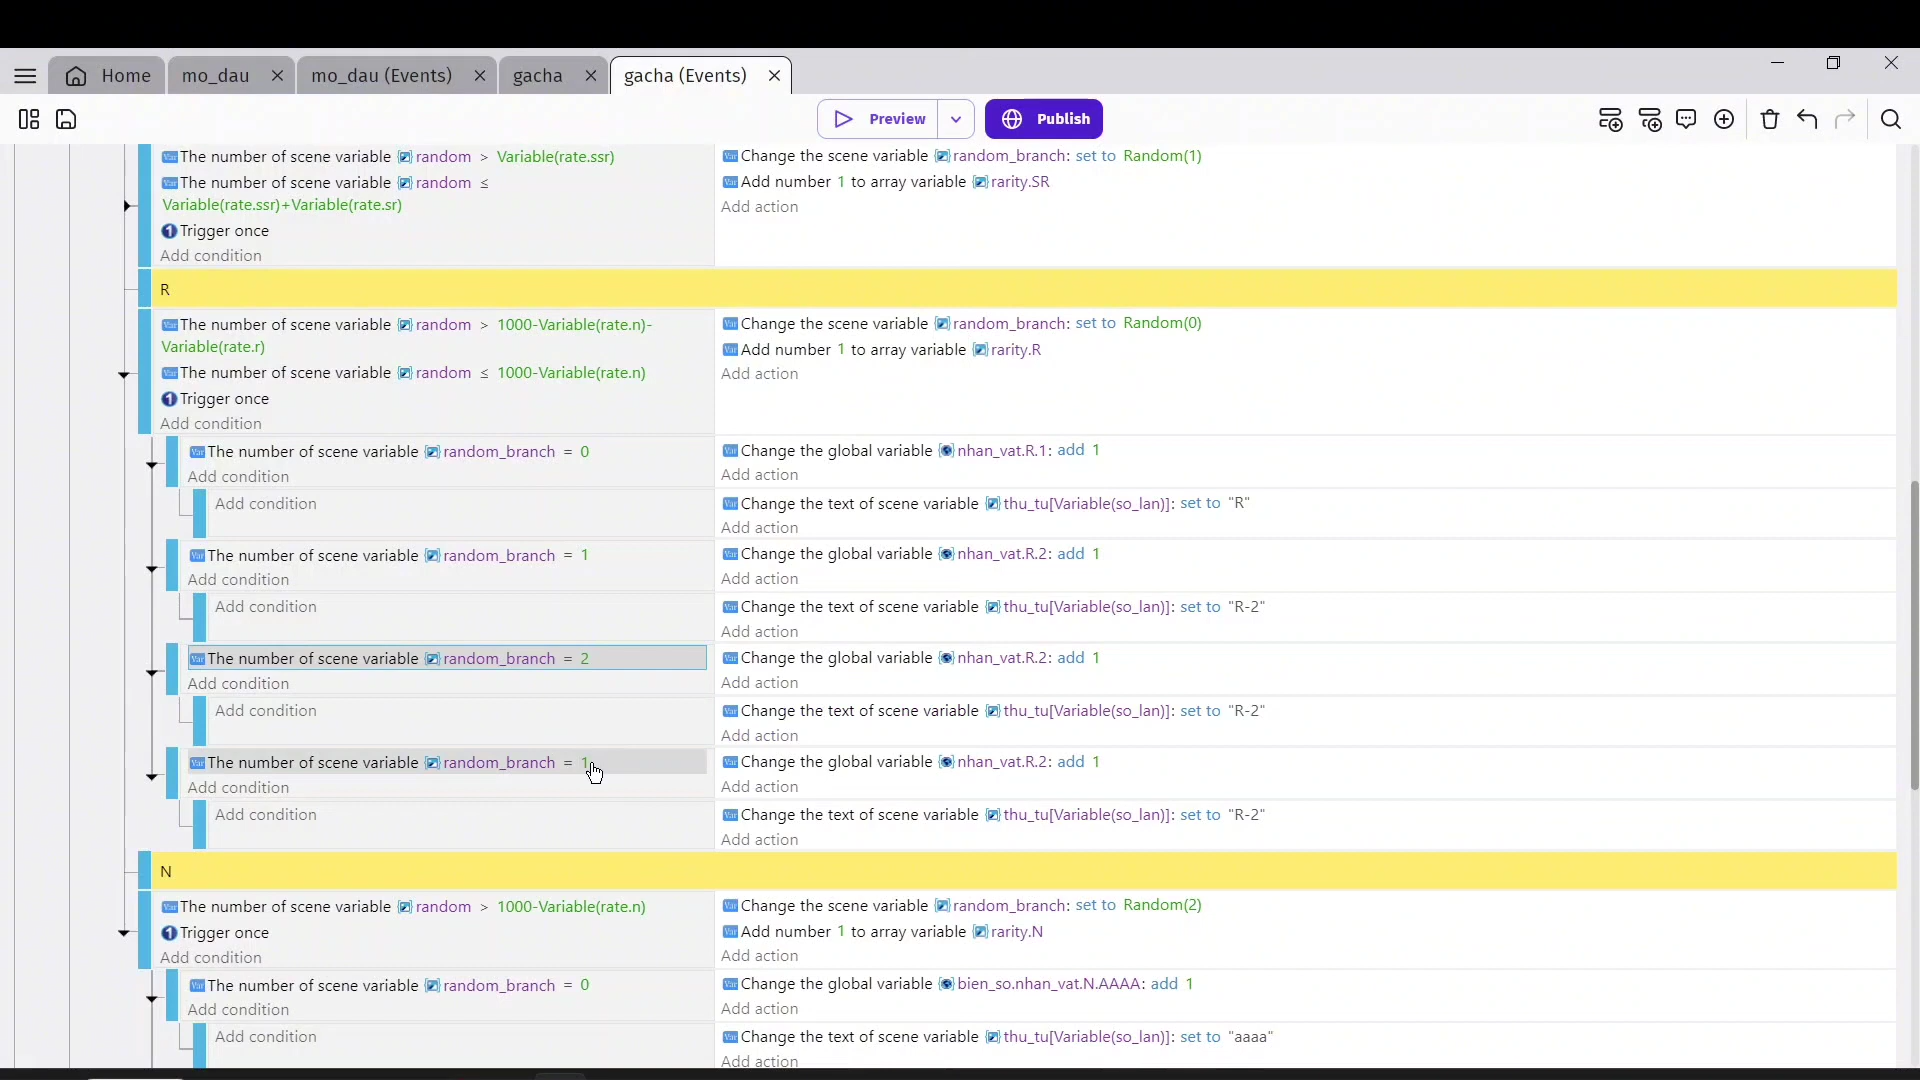 Home
mo_dau
mo_dau (Events)
gacha
gacha (Events)
Preview
Publish
The number of scene variable random > Variable(rate.ssr)
Change the scene variable random_branch: set to Random(1)
The number of scene variable random ≤
Add number 1 to array variable rarity.SR
Variable(rate.ssr)+Variable(rate.sr)
Add action
Trigger once
Add condition
R
The number of scene variable random > 1000-Variable(rate.n)-
Change the scene variable random_branch: set to Random(0)
Variable(rate.r)
Add number 1 to array variable rarity.R
The number of scene variable random ≤ 1000-Variable(rate.n)
Add action
Trigger once
Add condition
The number of scene variable random_branch = 0
Change the global variable nhan_vat.R.1: add 1
Add condition
Add action
Add condition
Change the text of scene variable thu_tu[Variable(so_lan)]: set to "R"
Add action
The number of scene variable random_branch = 1
Change the global variable nhan_vat.R.2: add 1
Add condition
Add action
Add condition
Change the text of scene variable thu_tu[Variable(so_lan)]: set to "R-2"
Add action
The number of scene variable random_branch = 2
Change the global variable nhan_vat.R.2: add 1
Add condition
Add action
Add condition
Change the text of scene variable thu_tu[Variable(so_lan)]: set to "R-2"
Add action
The number of scene variable random_branch = 1
Change the global variable nhan_vat.R.2: add 1
Add condition
Add action
Add condition
Change the text of scene variable thu_tu[Variable(so_lan)]: set to "R-2"
Add action
N
The number of scene variable random > 1000-Variable(rate.n)
Change the scene variable random_branch: set to Random(2)
Trigger once
Add number 1 to array variable rarity.N
Add condition
Add action
The number of scene variable random_branch = 0
Change the global variable bien_so.nhan_vat.N.AAAA: add 1
Add condition
Add action
Add condition
Change the text of scene variable thu_tu[Variable(so_lan)]: set to "aaaa"
Add action